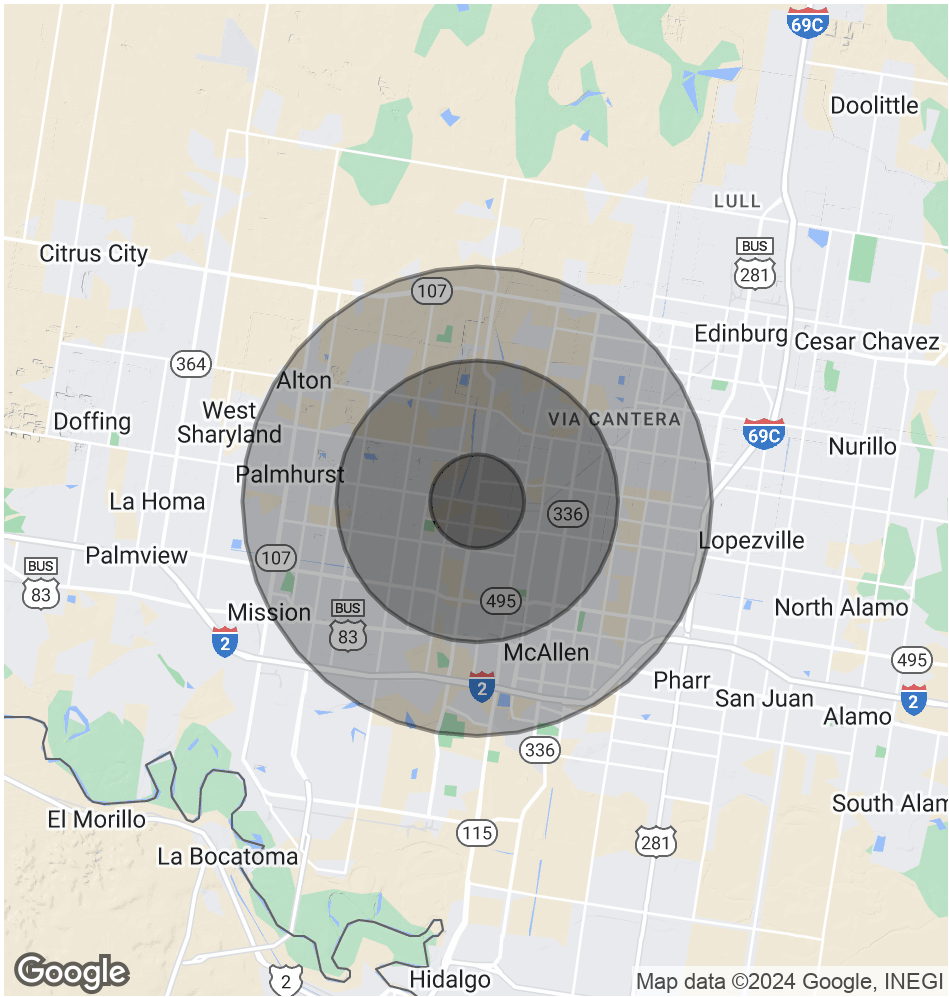 69C
Doolittle
LULL
BUS
281
Citrus City
107
Edinburg
Cesar Chavez
364
Alton
West
Sharyland
Doffing
VIA CANTERA
69C
Nurillo
Palmhurst
La Homa
336
Lopezville
Palmview
107
BUS
83
495
North Alamo
Mission
BUS
83
2
McAllen
495
2
Pharr
San Juan
2
Alamo
336
South Alam
El Morillo
115
281
La Bocatoma
Google
2
Hidalgo
Map data ©2024 Google, INEGI